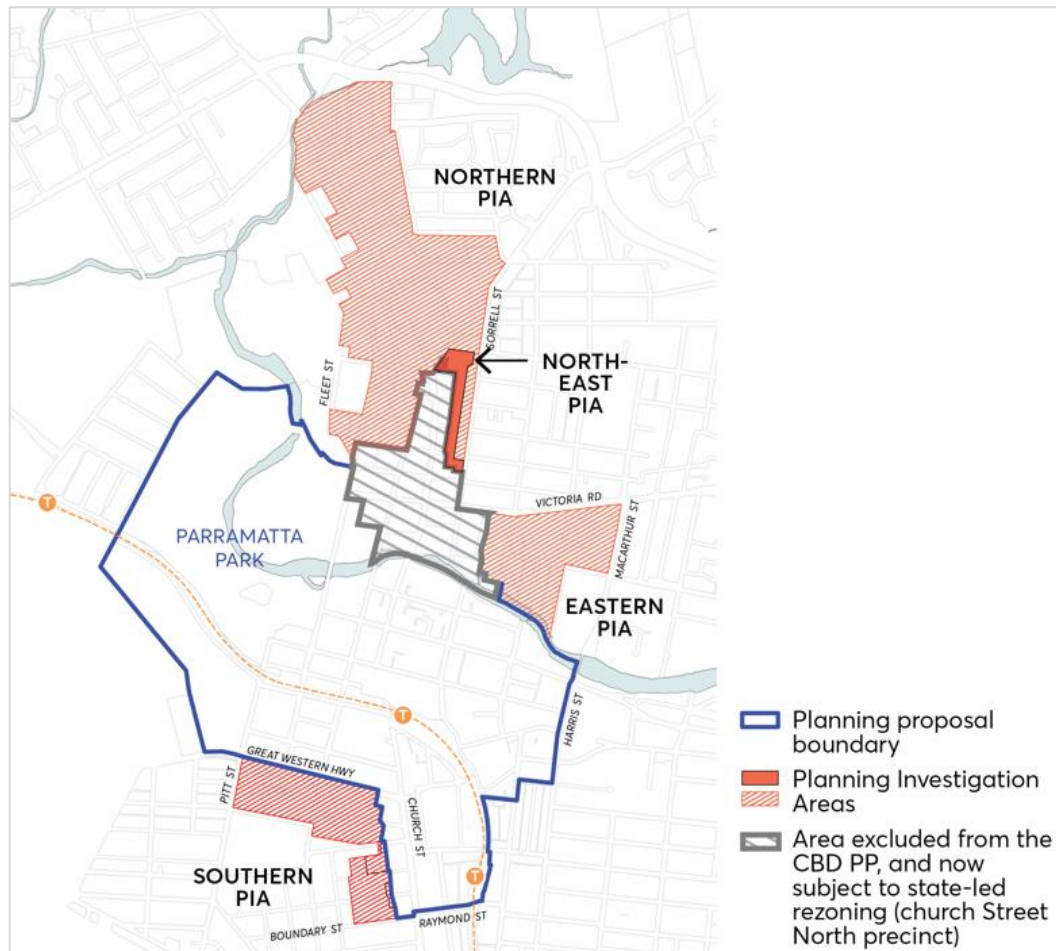 NORTHERN
PIA
SORRELL ST
NORTH-
EAST
PIA
FLEET ST
VICTORIA RD
MACARTHUR ST
T
PARRAMATTA
PARK
EASTERN
PIA
HARRIS ST
T
GREAT WESTERN HWY
PITT ST
CHURCH ST
SOUTHERN
PIA
T
RAYMOND ST
BOUNDARY ST
Planning proposal
boundary
Planning Investigation
Areas
Area excluded from the
CBD PP, and now
subject to state-led
rezoning (church Street
North precinct)